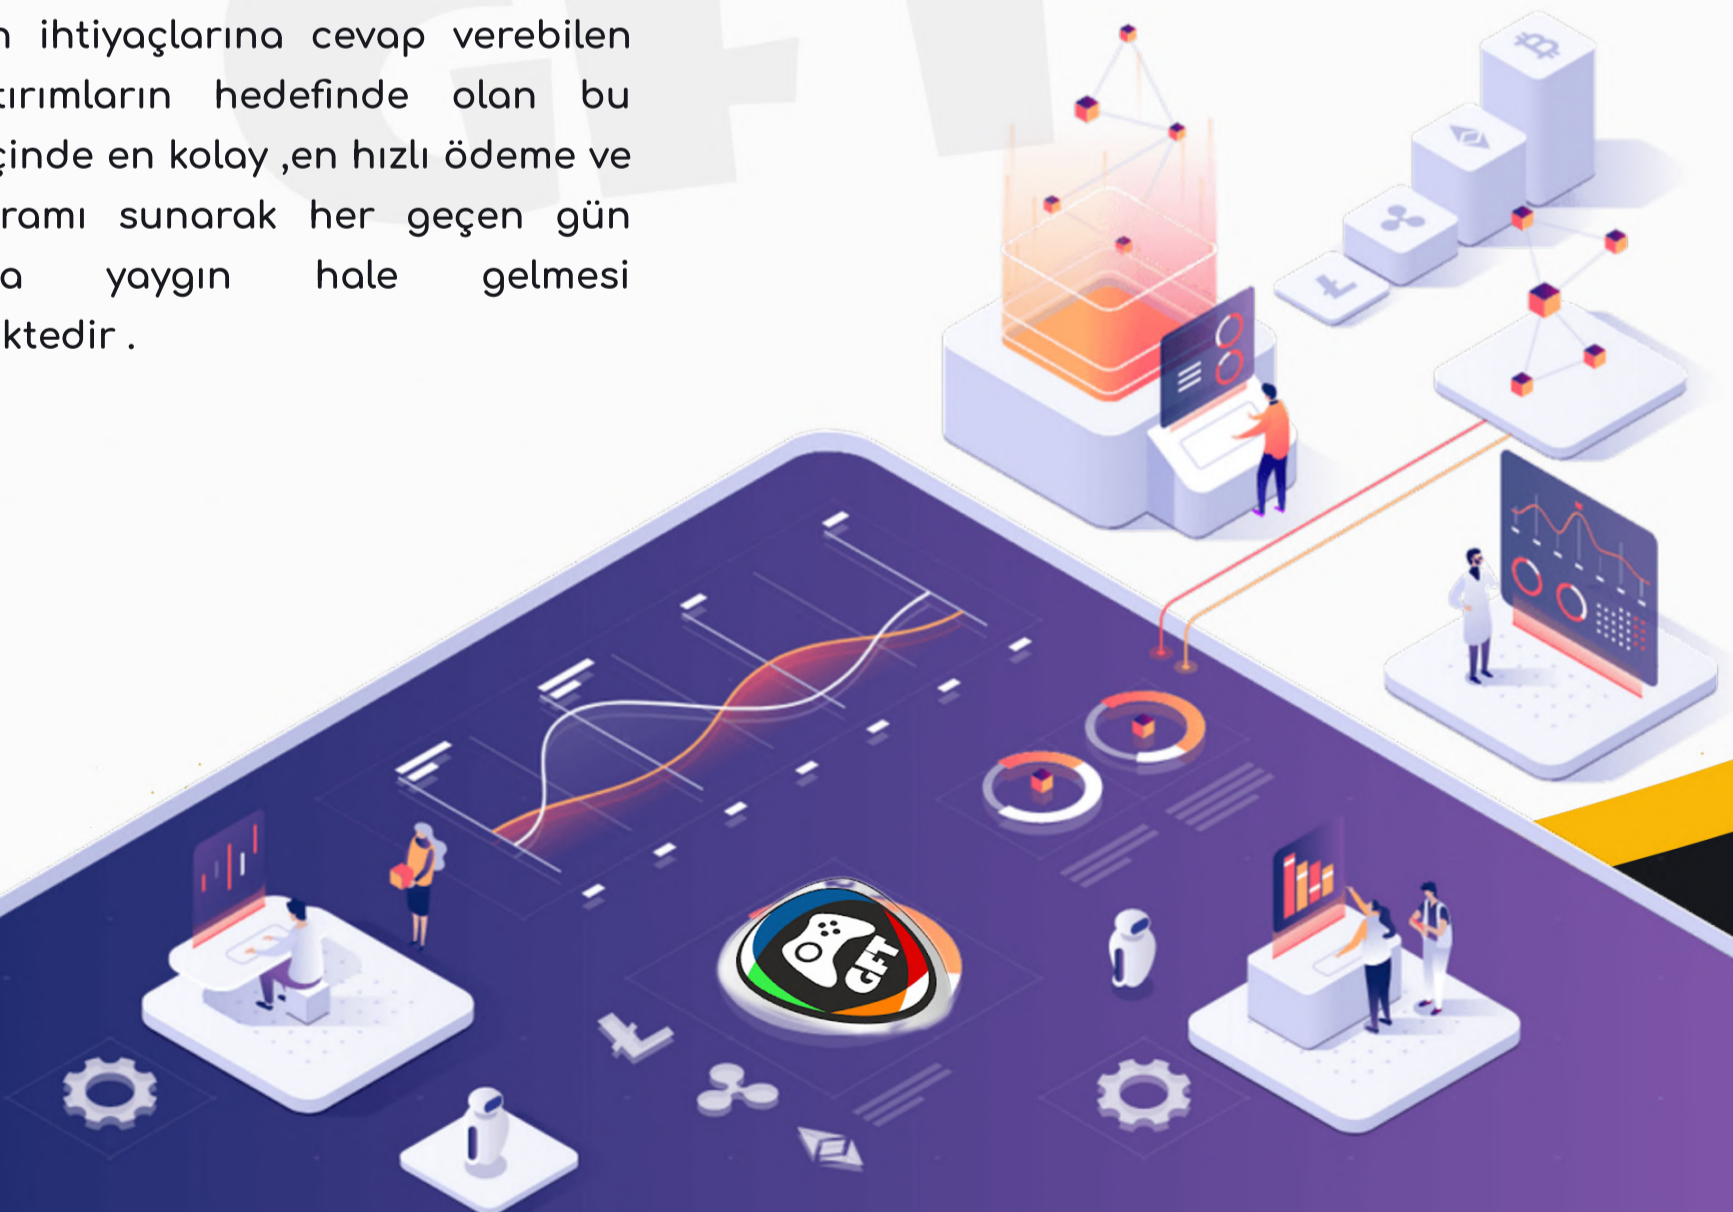 ihtiyaçlarına cevap verebilen
hedefinde olan bu
en kolay ,en hızlı ödeme ve
sunarak her geçen gün
yaygın hale gelmesi
GFT
GFT